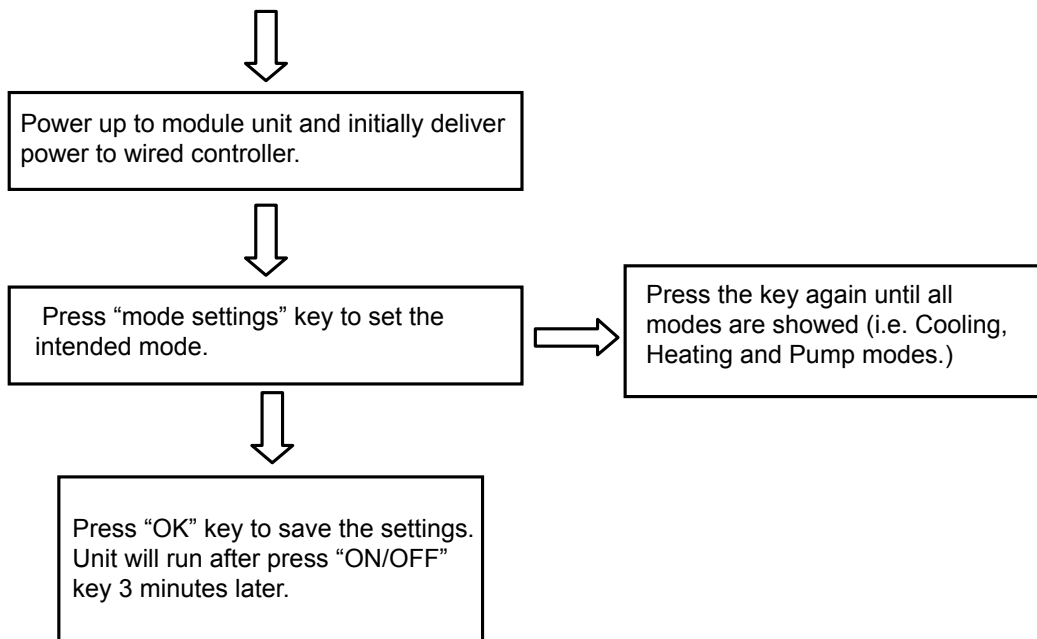 Power up to module unit and initially deliver
power to wired controller.
Press “mode settings” key to set the
intended mode.
Press the key again until all
modes are showed (i.e. Cooling,
Heating and Pump modes.)
Press “OK” key to save the settings.
Unit will run after press “ON/OFF”
key 3 minutes later.